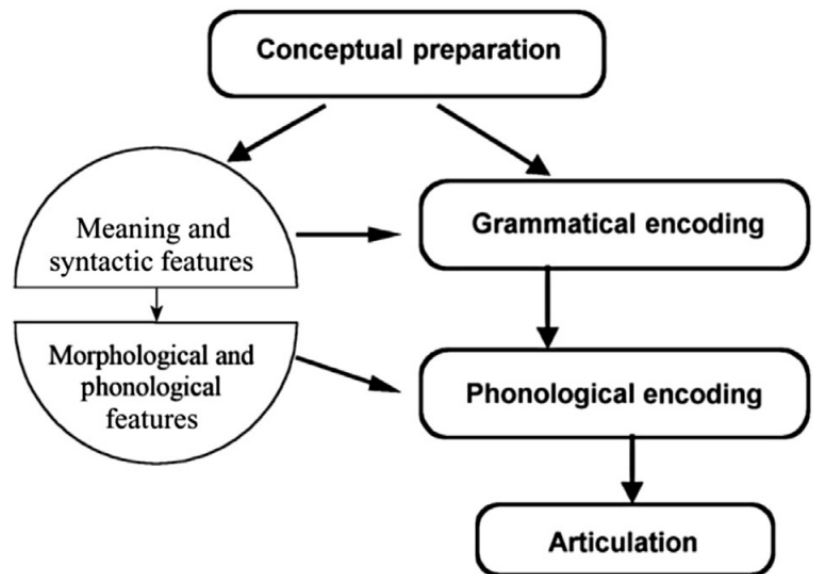 Conceptual preparation
Meaning and
syntactic features
Grammatical encoding
Morphological and
phonological
features
Phonological encoding
Articulation